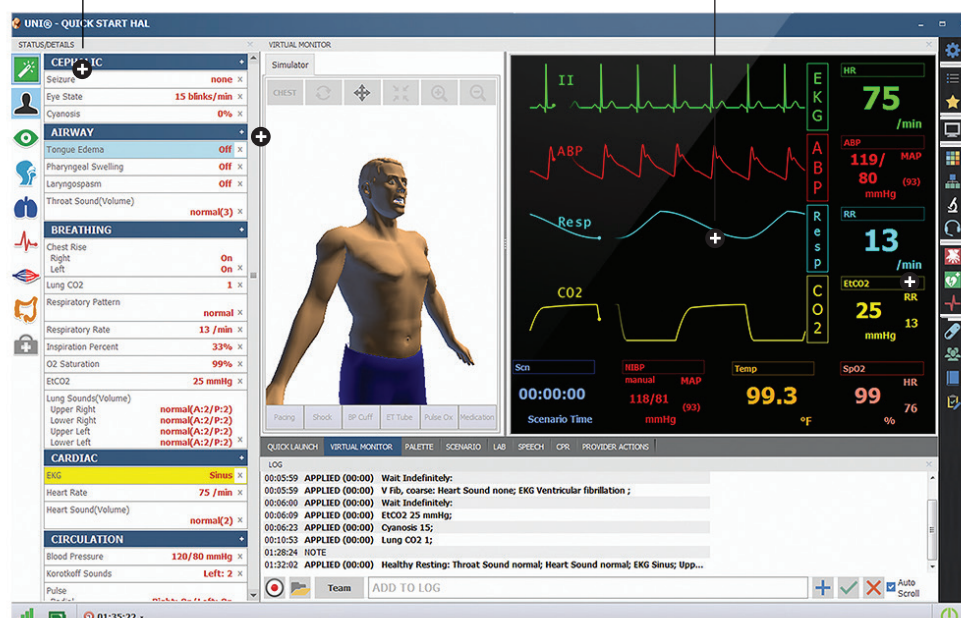 UNI® - QUICK START HAL
STATUS/DETAILS
CEPHALIC
Seizure none
Eye State 15 blinks/min
Cyanosis 0%
AIRWAY
Tongue Edema Off
Pharyngeal Swelling Off
Laryngospasm Off
Throat Sound(Volume)
normal(3)
BREATHING
Chest Rise
Right On
Left On
Lung CO2 1
Respiratory Pattern
normal
Respiratory Rate 13 /min
Inspiration Percent 33%
O2 Saturation 99%
EtCO2 25 mmHg
Lung Sounds(Volume)
Upper Right normal(A:2/P:2)
Lower Right normal(A:2/P:2)
Upper Left normal(A:2/P:2)
Lower Left normal(A:2/P:2)
CARDIAC
EKG Sinus
Heart Rate 75 /min
Heart Sound(Volume)
normal(2)
CIRCULATION
Blood Pressure 120/80 mmHg
Korotkoff Sounds Left: 2
Pulse
01:35:22
VIRTUAL MONITOR
Simulator
CHEST
Pacing Shock BP Cuff ET Tube Pulse Ox Medication
II
EKG
HR
75
/min
ABP
ABP
ABP
119/
80
MAP
(93)
mmHg
Resp
Resp
RR
13
/min
CO2
CO2
EtCO2
RR
25
13
mmHg
Scn
00:00:00
Scenario Time
NIBP
manual MAP
118/81
(93)
mmHg
Temp
99.3
°F
SpO2
HR
99
76
%
QUICK LAUNCH VIRTUAL MONITOR PALETTE SCENARIO LAB SPEECH CPR PROVIDER ACTIONS
LOG
00:05:59 APPLIED (00:00) Wait Indefinitely:
00:05:59 APPLIED (00:00) V Fib, coarse: Heart Sound none; EKG Ventricular fibrillation ;
00:06:00 APPLIED (00:00) Wait Indefinitely:
00:06:09 APPLIED (00:00) EtCO2 25 mmHg;
00:06:23 APPLIED (00:00) Cyanosis 15;
00:10:53 APPLIED (00:00) Lung CO2 1;
01:28:24 NOTE
01:32:02 APPLIED (00:00) Healthy Resting: Throat Sound normal; Heart Sound normal; EKG Sinus; Upp...
Team ADD TO LOG
Auto
Scroll